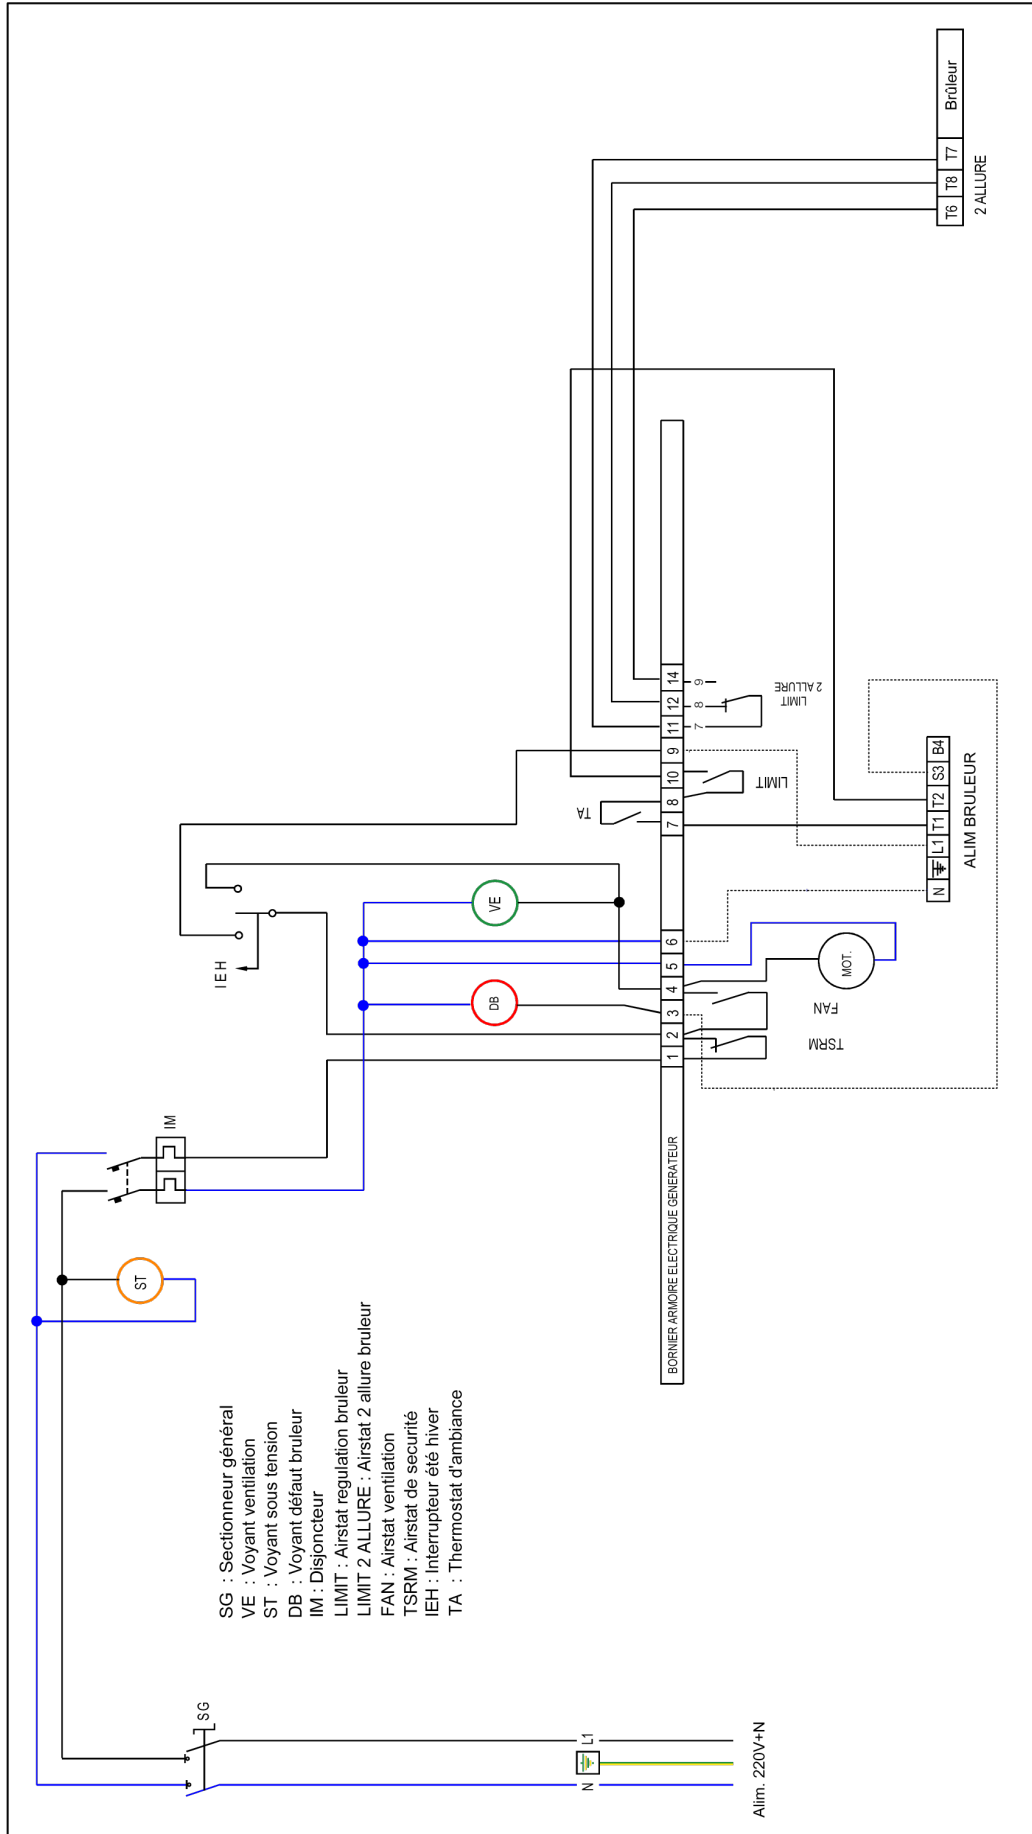 SG : Sectionneur général
VE : Voyant ventilation
ST : Voyant sous tension
DB : Voyant défaut bruleur
IM : Disjoncteur
LIMIT : Airstat regulation bruleur
LIMIT 2 ALLURE : Airstat 2 allure bruleur
FAN : Airstat ventilation
TSRM : Airstat de securité
IEH : Interrupteur été hiver
TA : Thermostat d'ambiance
SG
N
L1
Alim. 220V+N
ST
IM
IEH
DB
VE
TA
BORNIER ARMOIRE ELECTRIQUE GENERATEUR
1
2
3
4
5
6
7
8
10
9
11
12
14
TSRM
FAN
MOT.
LIMIT
7
8
9
LIMIT
2 ALLURE
N
L1
T1
T2
S3
B4
ALIM BRULEUR
T6
T8
T7
Brûleur
2 ALLURE